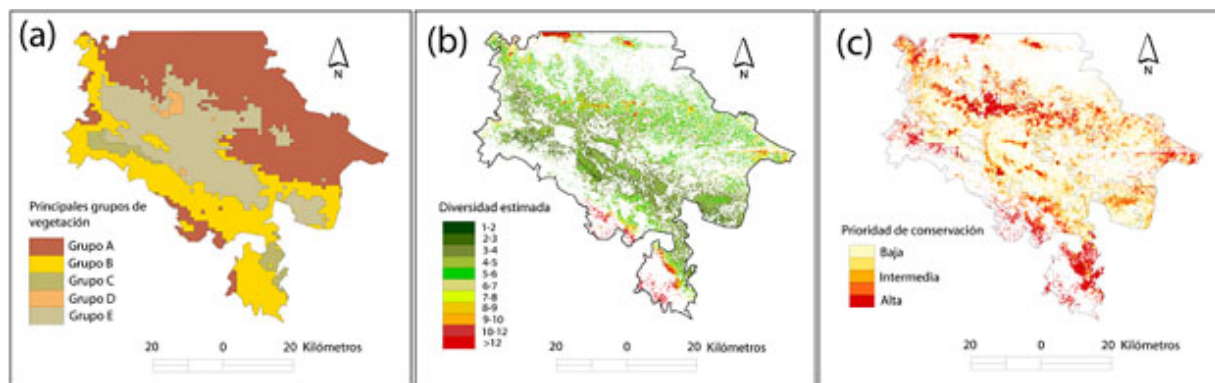 (a)
N
Principales grupos de
vegetación
Grupo A
Grupo B
Grupo C
Grupo D
Grupo E
20 0 20 Kilómetros
(b)
N
Diversidad estimada
1-2
2-3
3-4
4-5
5-6
6-7
7-8
8-9
9-10
10-12
>12
20 0 20 Kilómetros
(c)
N
Prioridad de conservación
Baja
Intermedia
Alta
20 0 20 Kilómetros